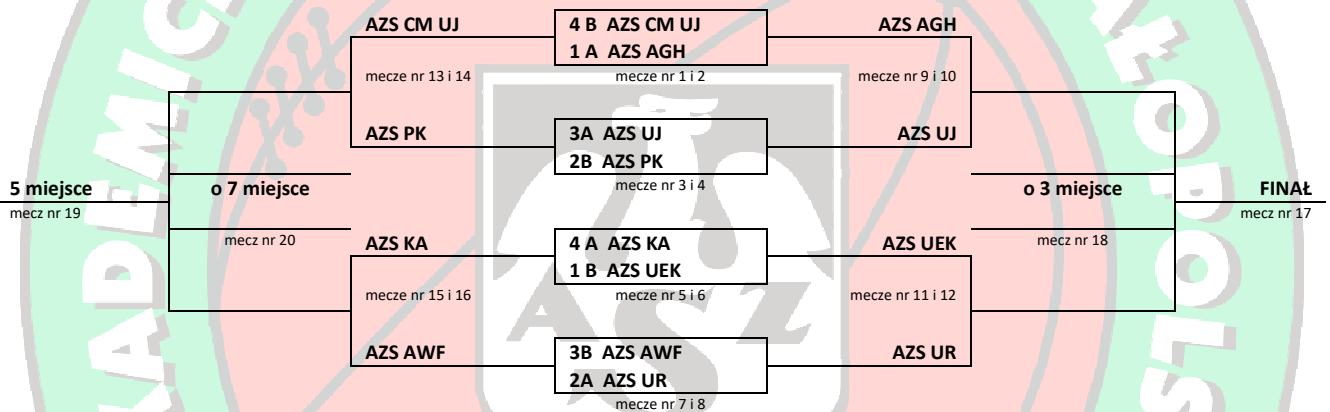 AZS CM UJ
4 B AZS CM UJ
AZS AGH
1 A AZS AGH
mecze nr 13 i 14
mecze nr 1 i 2
mecze nr 9 i 10
AZS PK
3A AZS UJ
AZS UJ
2B AZS PK
mecze nr 3 i 4
5 miejsce
o 7 miejsce
o 3 miejsce
FINAŁ
mecz nr 19
mecz nr 17
mecz nr 20
AZS KA
4 A AZS KA
AZS UEK
mecz nr 18
1 B AZS UEK
mecze nr 15 i 16
mecze nr 5 i 6
mecze nr 11 i 12
AZS AWF
3B AZS AWF
AZS UR
2A AZS UR
mecze nr 7 i 8
KADEMIC
AŁOPOLS
ASZ